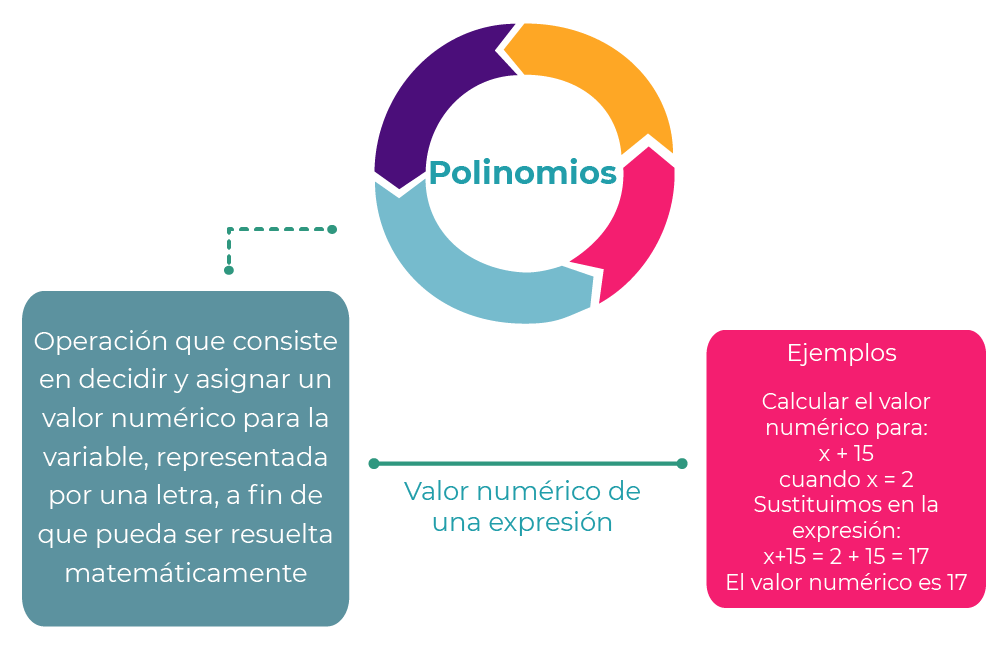 Polinomios
Operación que consiste
en decidir y asignar un
valor numérico para la
variable, representada
por una letra, a fin de
que pueda ser resuelta
matemáticamente
Valor numérico de
una expresión
Ejemplos
Calcular el valor
numérico para:
x + 15
cuando x = 2
Sustituimos en la
expresión:
x+15 = 2 + 15 = 17
El valor numérico es 17